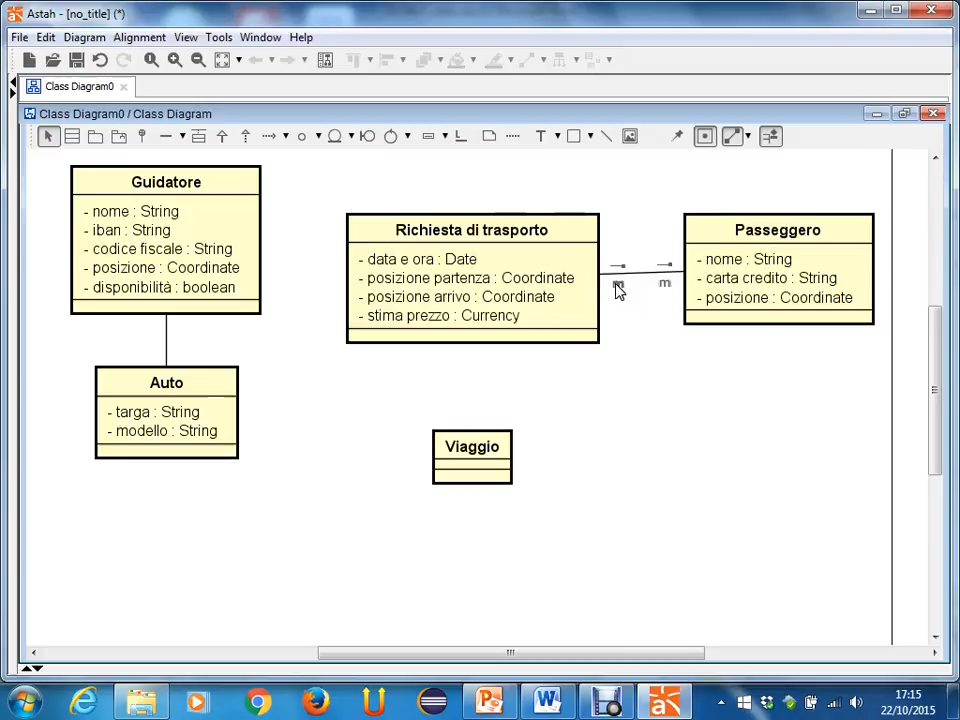 Astah - [no_title] (*)
File Edit Diagram Alignment View Tools Window Help
Class Diagram0
Class Diagram0 / Class Diagram
T
Guidatore
- nome : String
- iban : String
- codice fiscale : String
- posizione : Coordinate
- disponibilità : boolean
Richiesta di trasporto
- data e ora : Date
- posizione partenza : Coordinate
- posizione arrivo : Coordinate
- stima prezzo : Currency
m m
Passeggero
- nome : String
- carta credito : String
- posizione : Coordinate
Auto
- targa : String
- modello : String
Viaggio
17:15
22/10/2015